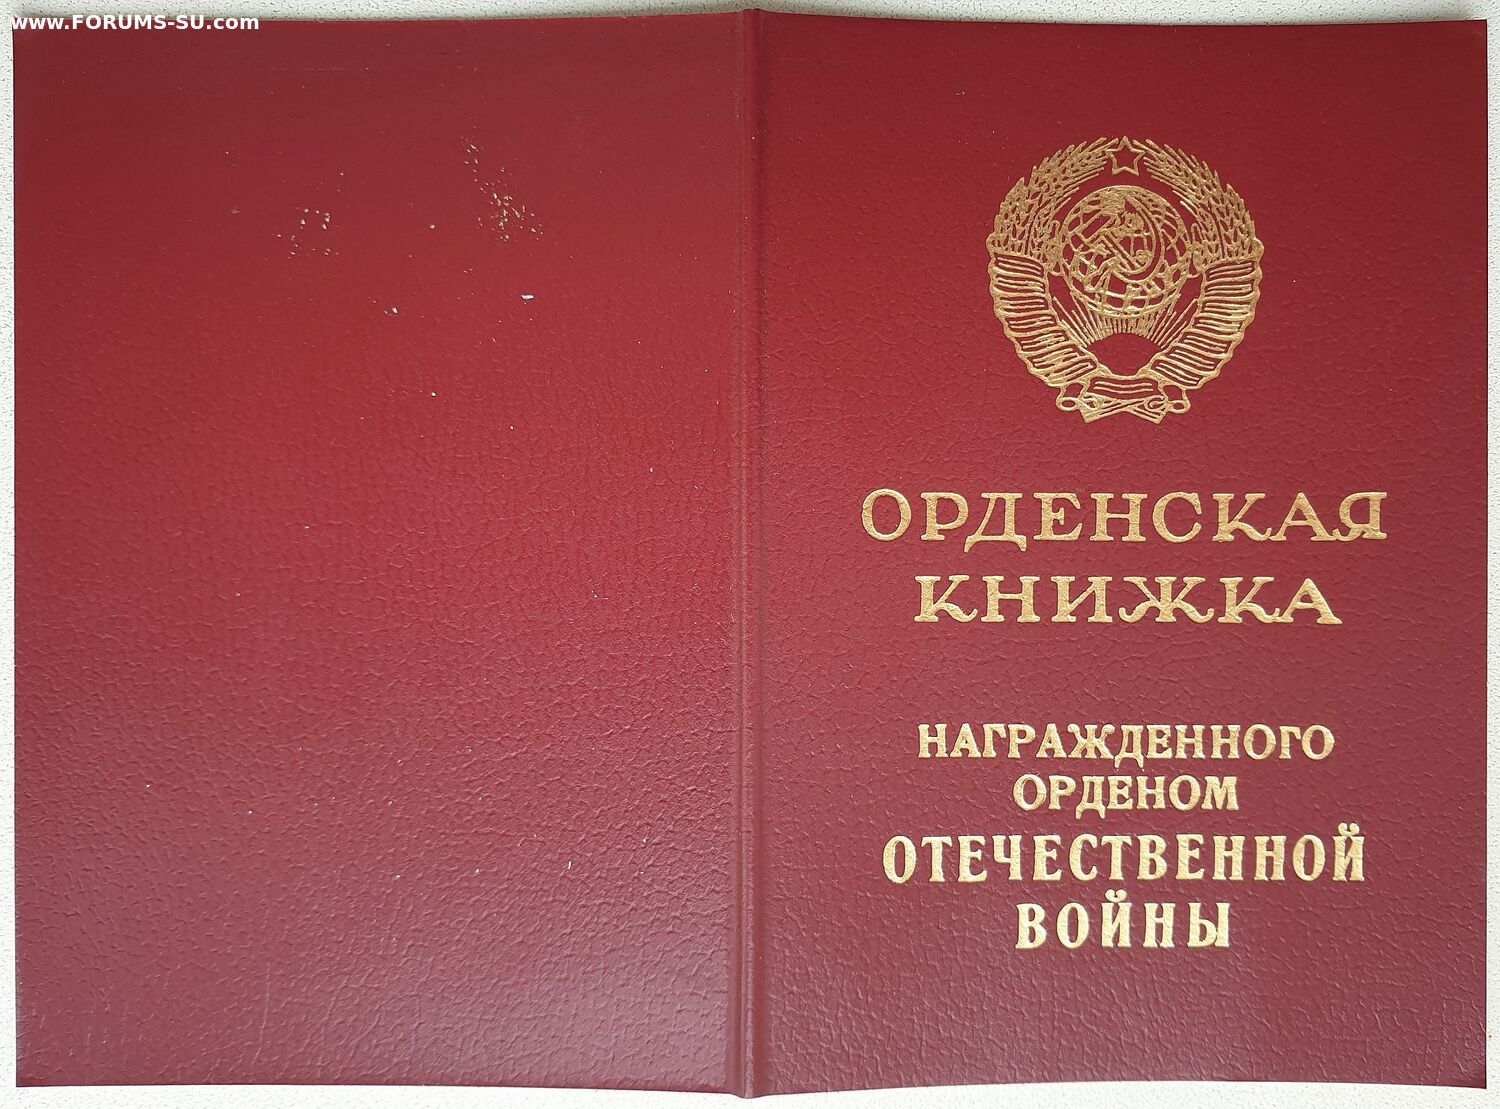 www.FORUMS-SU.com
ОРДЕНСКАЯ
КНИЖКА
НАГРАЖДЕННОГО
ОРДЕНОМ
ОТЕЧЕСТВЕННОЙ
ВОЙНЫ